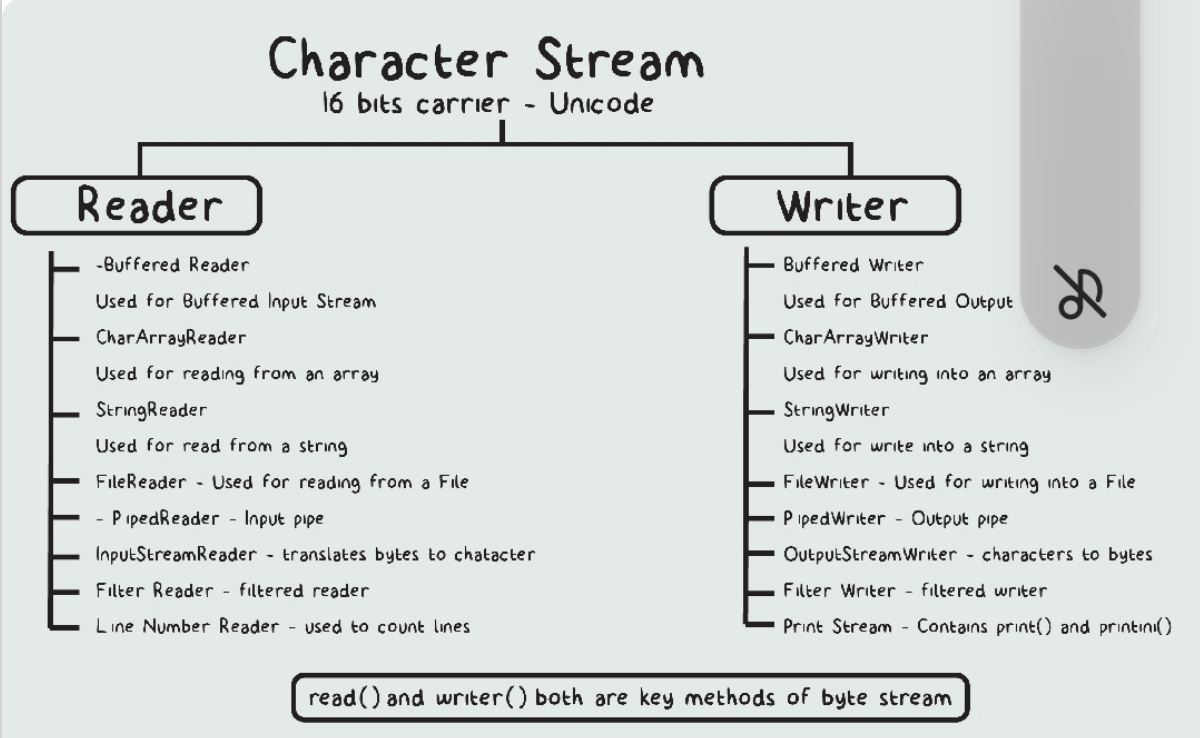 Character Stream
16 bits carrier - Unicode
Reader
-Buffered Reader
Used for Buffered Input Stream
CharArrayReader
Used for reading from an array
StringReader
Used for read from a string
FileReader - Used for reading from a File
- PipedReader - Input pipe
InputStreamReader - translates bytes to chatacter
Filter Reader - filtered reader
Line Number Reader - used to count lines
Writer
Buffered Writer
Used for Buffered Output
CharArrayWriter
Used for writing into an array
StringWriter
Used for write into a string
FileWriter - Used for writing into a File
PipedWriter - Output pipe
OutputStreamWriter - characters to bytes
Filter Writer - filtered writer
Print Stream - Contains print() and printini()
read() and writer() both are key methods of byte stream